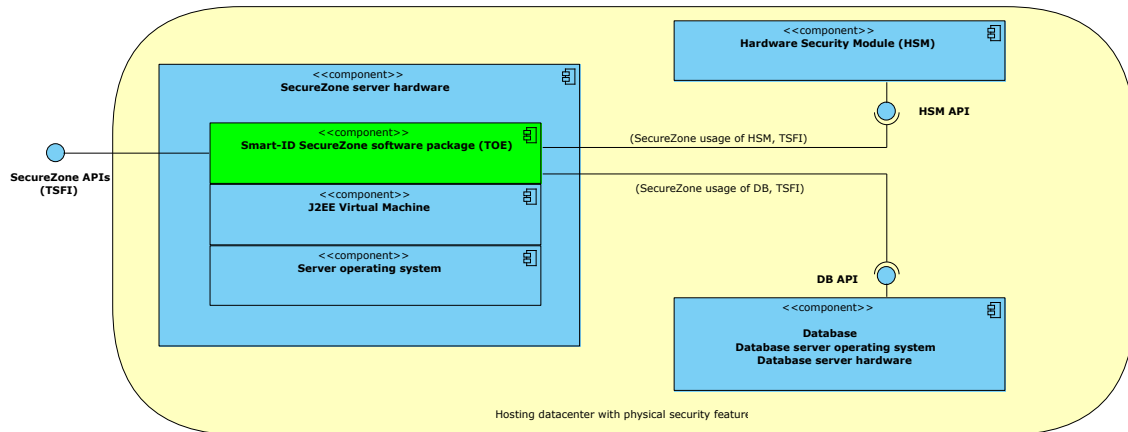 <<component>>
Hardware Security Module (HSM)
<<component>>
SecureZone server hardware
HSM API
<<component>>
Smart-ID SecureZone software package (TOE)
(SecureZone usage of HSM, TSFI)
SecureZone APIs
(TSFI)
(SecureZone usage of DB, TSFI)
<<component>>
J2EE Virtual Machine
<<component>>
Server operating system
DB API
<<component>>
Database
Database server operating system
Database server hardware
Hosting datacenter with physical security feature